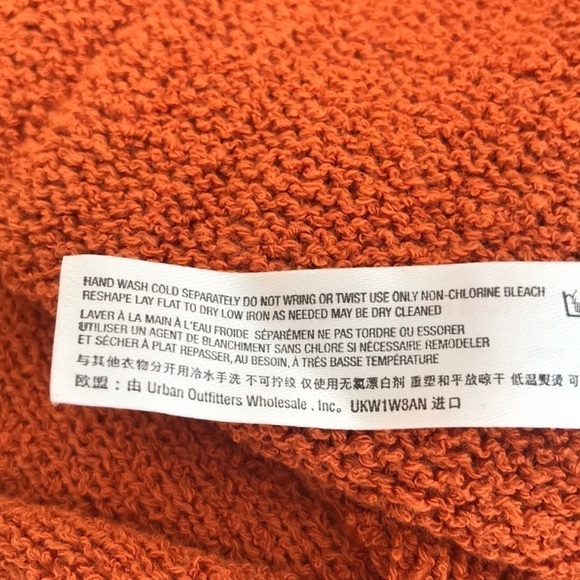 HAND WASH COLD SEPARATELY DO NOT WRING OR TWIST USE ONLY NON-CHLORINE BLEACH
RESHAPE LAY FLAT TO DRY LOW IRON AS NEEDED MAY BE DRY CLEANED
LAVER À LA MAIN À L'EAU FROIDE SÉPARÉMEN NE PAS TORDRE OU ESSORER
UTILISER UN AGENT DE BLANCHIMENT SANS CHLORE SI NÉCESSAIRE REMODELER
ET SÉCHER À PLAT REPASSER, AU BESOIN, À TRÈS BASSE TEMPÉRATURE
与其他衣物分开用冷水手洗 不可拧绞 仅使用无氯漂白剂 重塑和平放晾干 低温熨烫 可
欧盟：由 Urban Outfitters Wholesale , Inc。 UKW1W8AN 进口